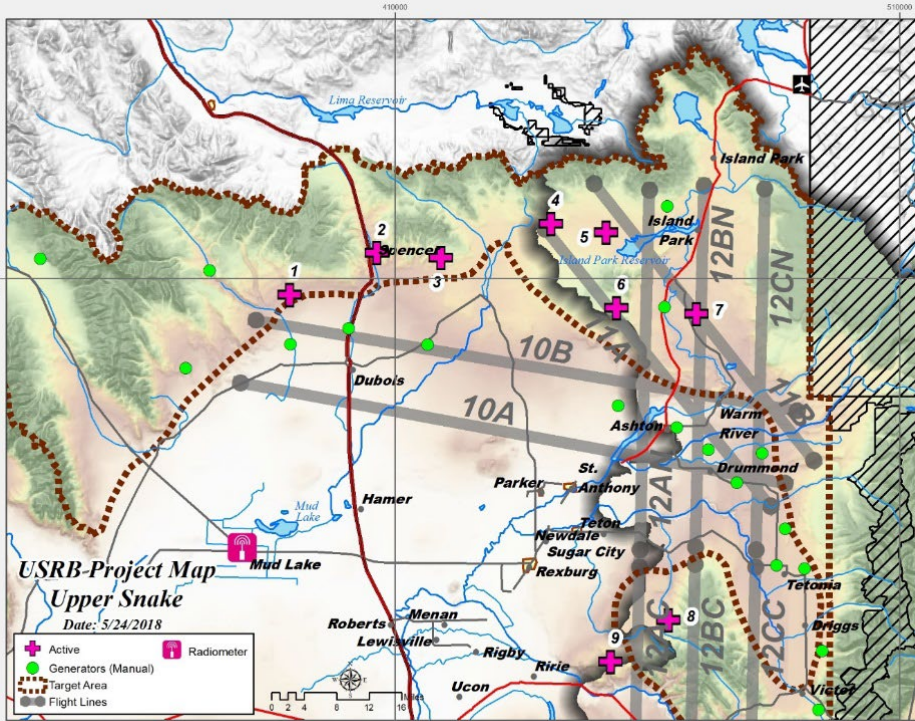 410000
510000
Lima Reservoir
Island Park
4
5
Island
Park
2
Spencer
3
Island Park Reservoir
12BN
12CN
1
6
7
11A
10B
11B
Dubois
10A
Ashton
Warm
River
Drummond
Parker
St.
Anthony
12A
Hamer
Mud
Lake
Teton
Newdale
Sugar City
Mud Lake
Rexburg
Tetonia
USRB-Project Map
Upper Snake
Date: 5/24/2018
Roberts
Menan
Lewisville
Rigby
Ririe
Ucon
8
9
12BC
12CC
Driggs
Victor
Active
Radiometer
Generators (Manual)
Target Area
Flight Lines
0 2 4 8 12 16
Miles